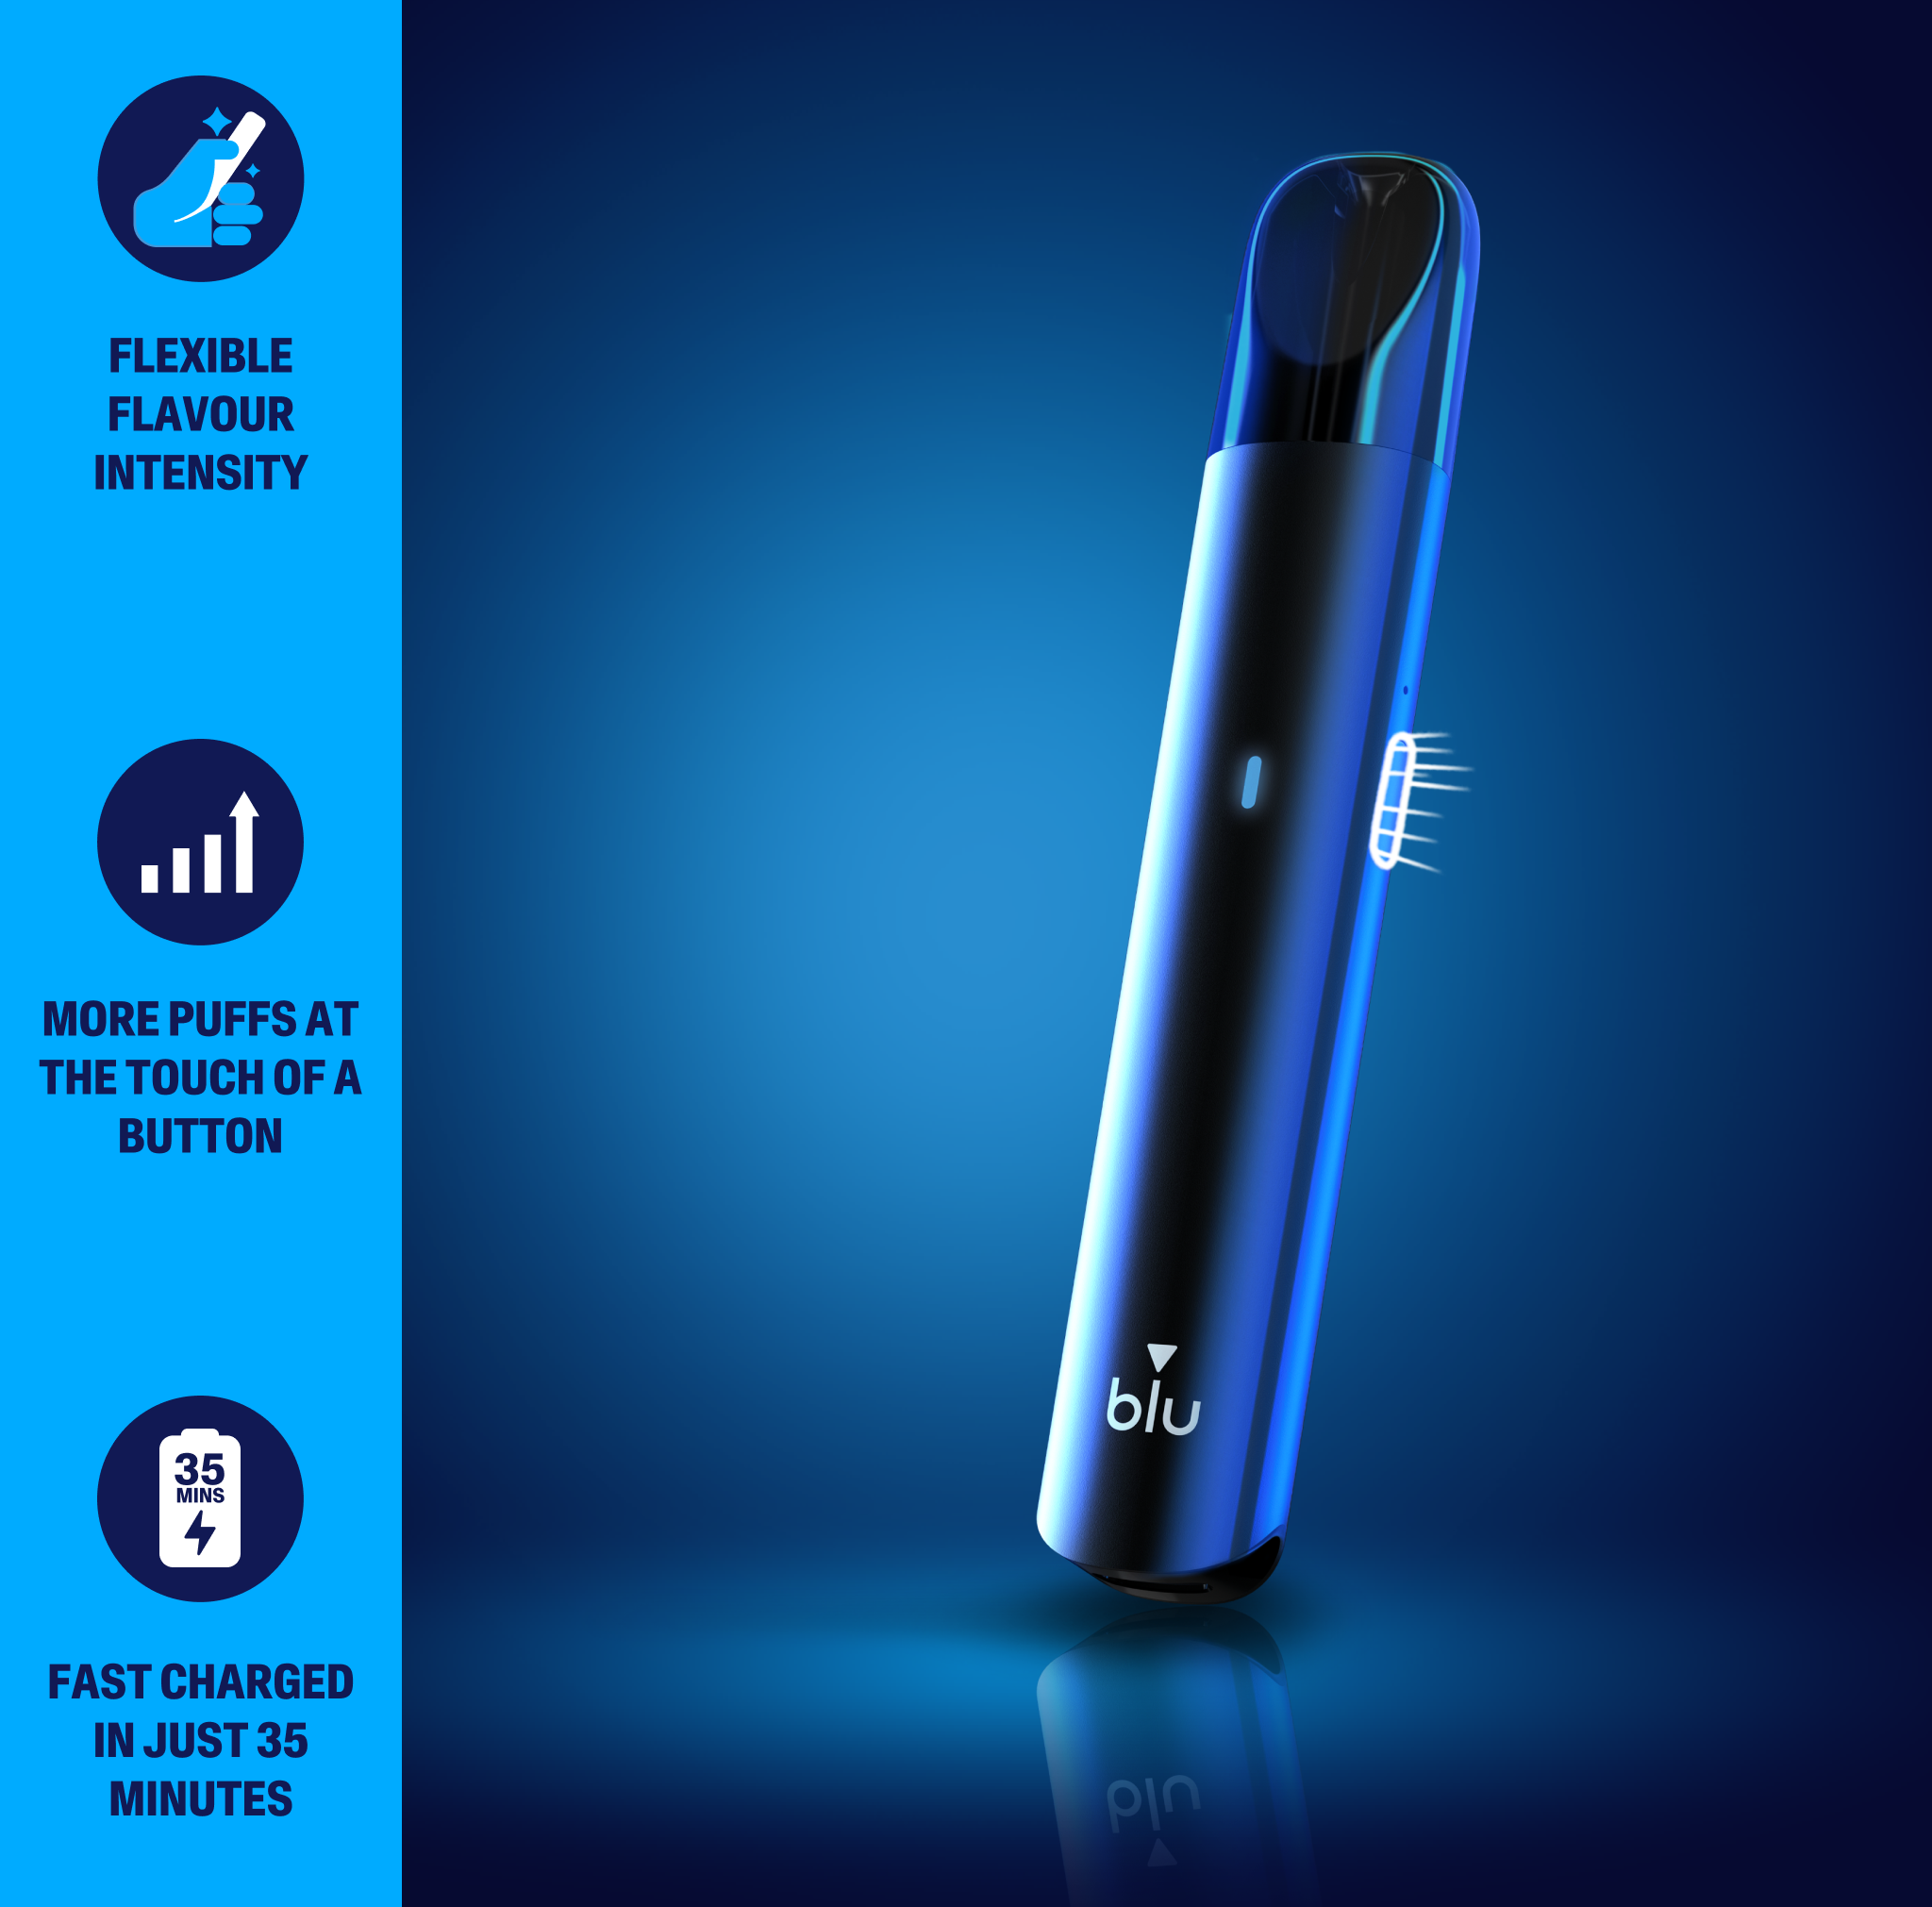 FLEXIBLE
FLAVOUR
INTENSITY
MORE PUFFS AT
THE TOUCH OF A
BUTTON
35
MINS
FAST CHARGED
IN JUST 35
MINUTES
blu